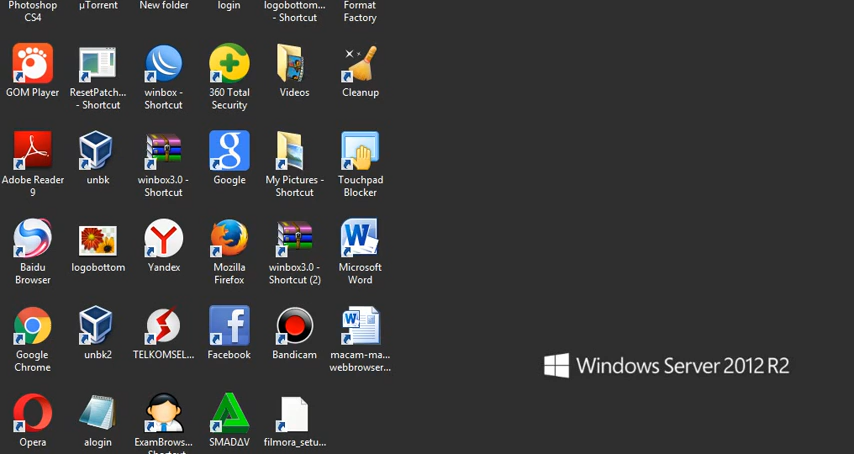 Photoshop
CS4
µTorrent
New folder
login
logobottom...
- Shortcut
Format
Factory
GOM Player
ResetPatch...
- Shortcut
winbox -
Shortcut
360 Total
Security
Videos
Cleanup
Adobe Reader
9
unbk
winbox3.0 -
Shortcut
Google
My Pictures -
Shortcut
Touchpad
Blocker
Baidu
Browser
logobottom
Yandex
Mozilla
Firefox
winbox3.0 -
Shortcut (2)
Microsoft
Word
Google
Chrome
unbk2
TELKOMSEL...
Facebook
Bandicam
macam-ma...
webbrowser...
Windows Server 2012 R2
Opera
alogin
ExamBrows...
Shortcut
SMADΔV
filmora_setu...